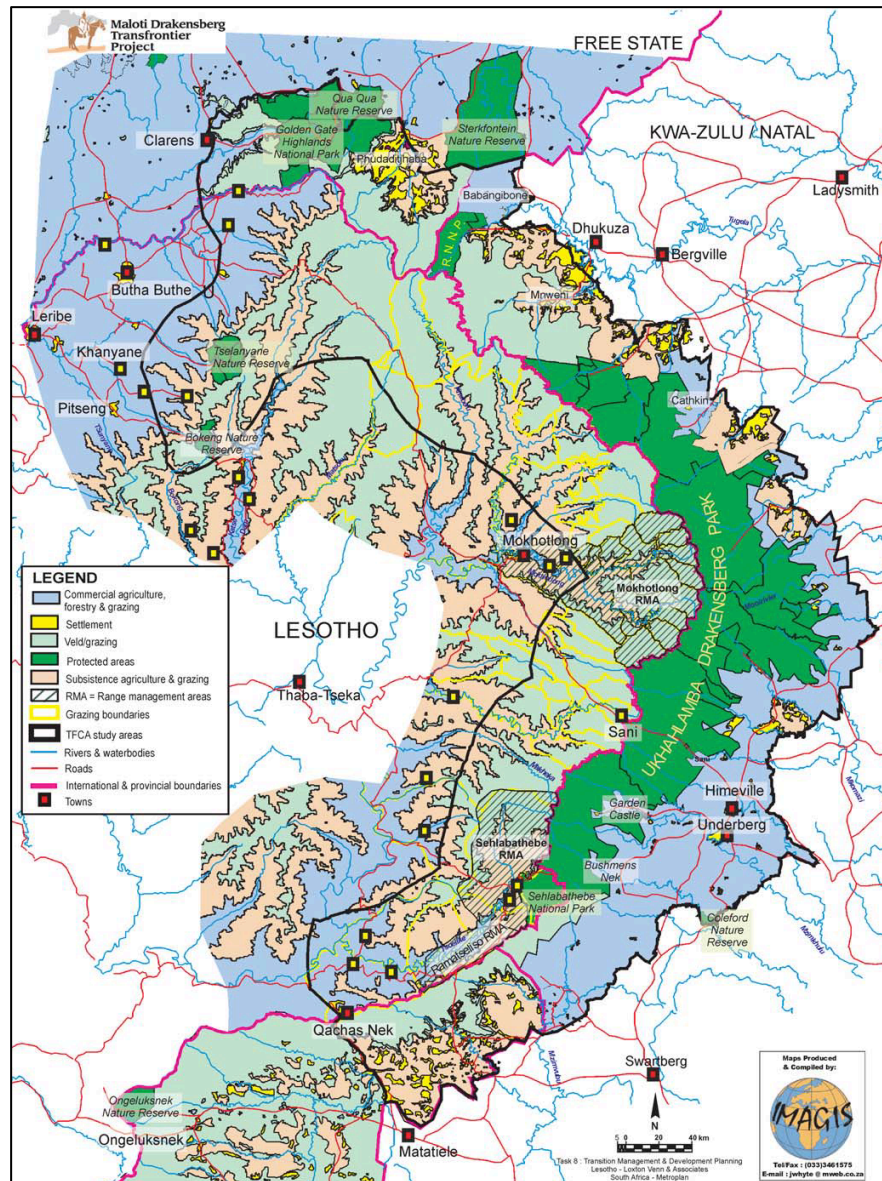 Maloti Drakensberg
Transfrontier
Project
FREE STATE
KWA-ZULU / NATAL
Qua Qua
Nature Reserve
Clarens
Golden Gate
Highlands
National Park
Sterkfontein
Nature Reserve
Phuthaditjhaba
Ladysmith
Babangibone
Tugela
Dhukuza
R.N.N.P.
Bergville
Butha Buthe
Mnweni
Leribe
Khanyane
Tselanyane
Nature Reserve
Pitseng
Cathkin
Bokeng Nature
Reserve
Mokhotlong
Mokhotlong
RMA
UKHAHLAMBA DRAKENSBERG PARK
LEGEND
Commercial agriculture,
forestry & grazing
Settlement
Veld/grazing
Protected areas
Subsistence agriculture & grazing
RMA = Range management areas
Grazing boundaries
TFCA study areas
Rivers & waterbodies
Roads
International & provincial boundaries
Towns
LESOTHO
Thaba-Tseka
Sani
Sani
Garden
Castle
Himeville
Underberg
Sehlabathebe
RMA
Bushmens
Nek
Sehlabathebe
National Park
Coleford
Nature
Reserve
Ramatseliso RMA
Qachas Nek
Mzimvubu
Swartberg
Ongeluksnek
Nature Reserve
Ongeluksnek
Matatiele
N
5 0 20 40 km
Task 8 : Transition Management & Development Planning
Lesotho - Loxton Venn & Associates
South Africa - Metroplan
Maps Produced
& Compiled by:
IMAGIS
Tel/Fax : (033)3461575
E-mail : jwhyte @ mweb.co.za